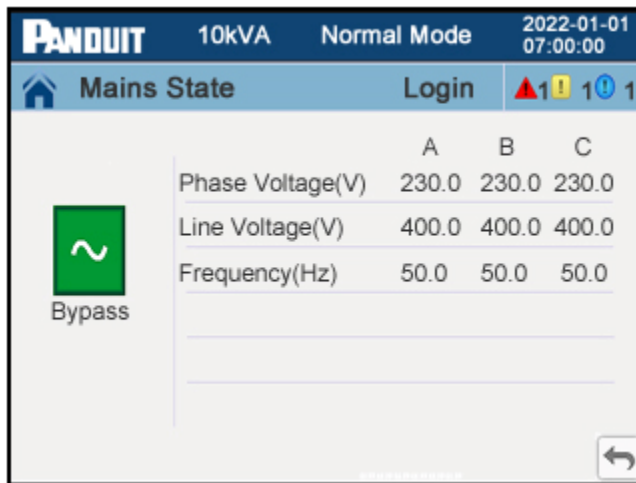 PANDUIT 10kVA Normal Mode 2022-01-01
07:00:00
Mains State Login 1 ! 1 ! 1
A B C
Phase Voltage(V) 230.0 230.0 230.0
Line Voltage(V) 400.0 400.0 400.0
Frequency(Hz) 50.0 50.0 50.0
Bypass